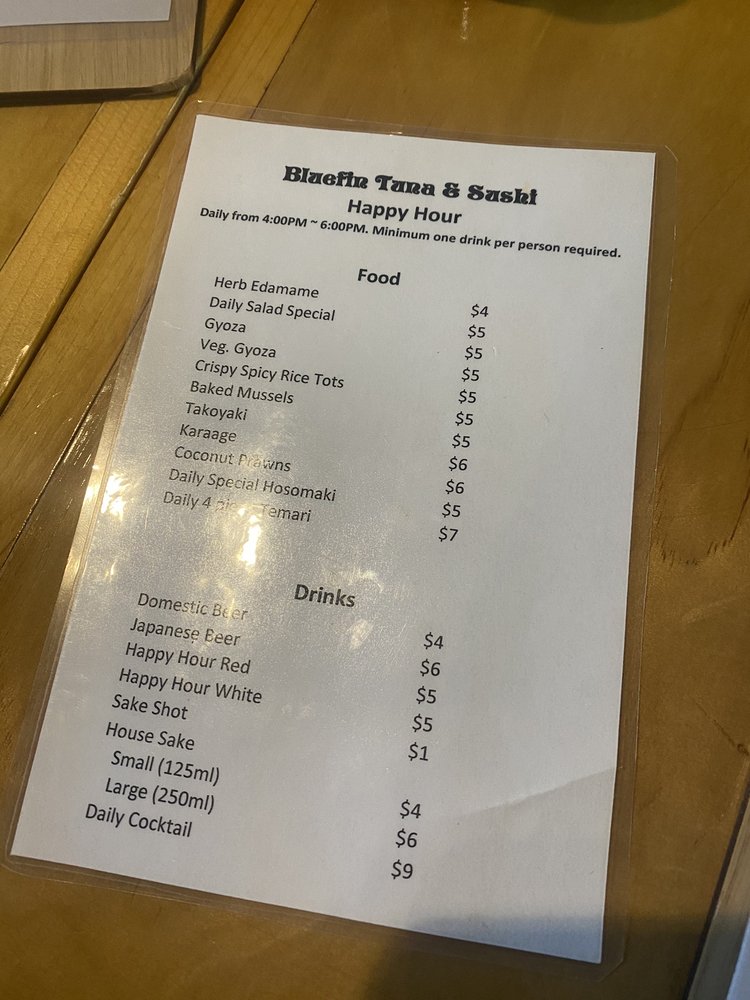 Bluefin Tuna & Sushi
Happy Hour
Daily from 4:00PM ~ 6:00PM. Minimum one drink per person required.
Food
Herb Edamame $4
Daily Salad Special $5
Gyoza $5
Veg. Gyoza $5
Crispy Spicy Rice Tots $5
Baked Mussels $5
Takoyaki $5
Karaage $6
Coconut Prawns $6
Daily Special Hosomaki $5
Daily 4 Temari $7
Drinks
Domestic Beer $4
Japanese Beer $6
Happy Hour Red $5
Happy Hour White $5
Sake Shot $1
House Sake
Small (125ml) $4
Large (250ml) $6
Daily Cocktail $9